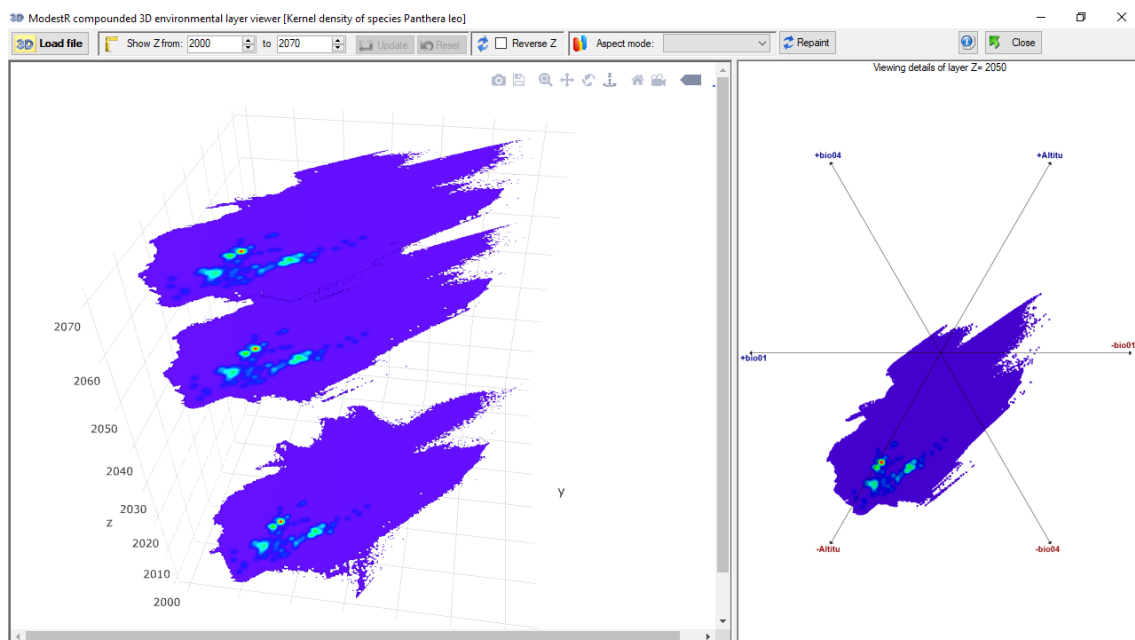 ModestR compounded 3D environmental layer viewer [Kernel density of species Panthera leo]
3D Load file Show Z from: 2000 to 2070 Update Reset Reverse Z Aspect mode: Repaint Close
Viewing details of layer Z= 2050
+bio04 +Altitu
2070
+bio01 -bio01
2060
2050
2040
y
2030
z
2020
-Altitu -bio04
2010
2000